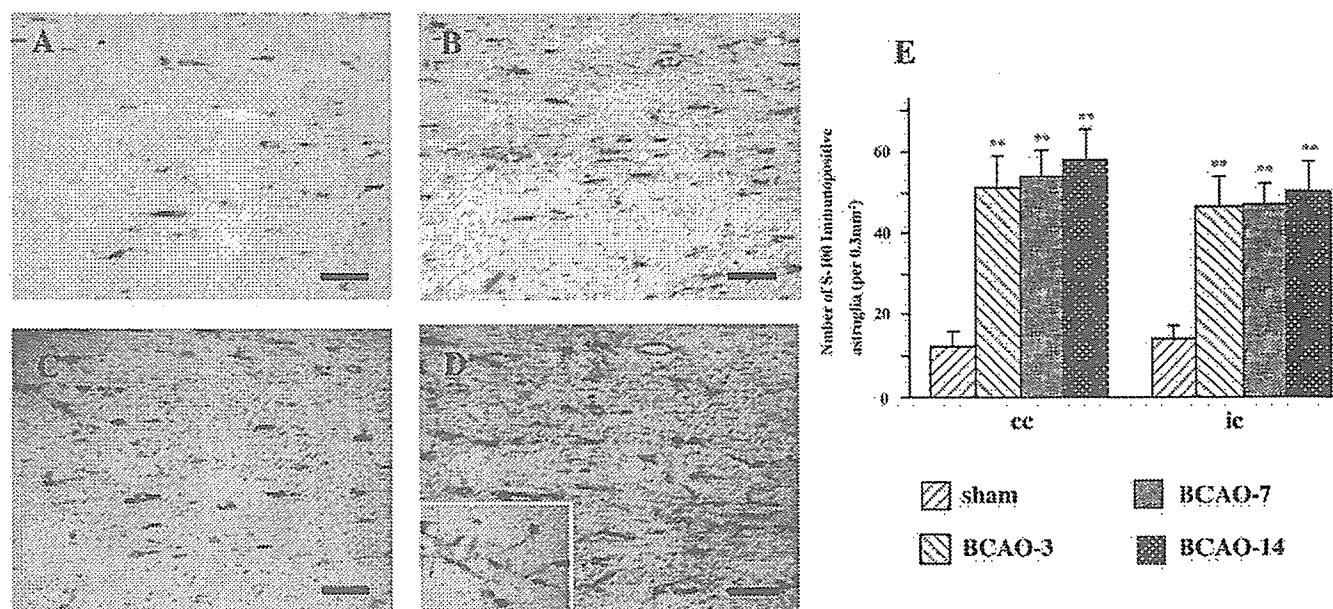 A
B
C
D
E
Nmber of S-100 Immunopositive
astroglia (per 0.3mm²)
60
40
20
0
** ** **
** ** **
cc ic
sham BCAO-7
BCAO-3 BCAO-14